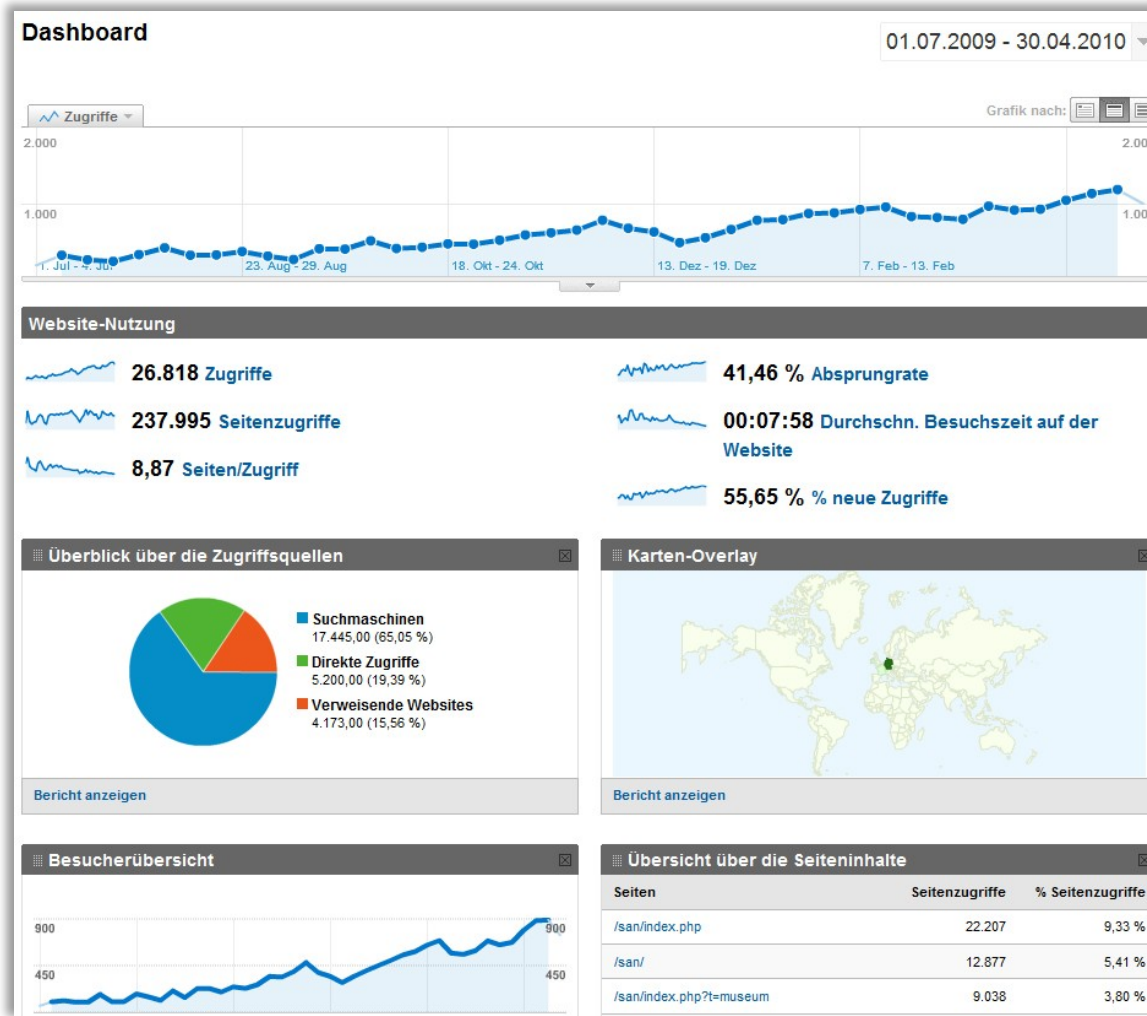 Dashboard
01.07.2009 - 30.04.2010
Zugriffe
Grafik nach:
2.000
2.00
1.000
1.00
1. Jul - 4. Jul
23. Aug - 29. Aug
18. Okt - 24. Okt
13. Dez - 19. Dez
7. Feb - 13. Feb
Website-Nutzung
26.818 Zugriffe
237.995 Seitenzugriffe
8,87 Seiten/Zugriff
41,46 % Absprungrate
00:07:58 Durchschn. Besuchszeit auf der
Website
55,65 % % neue Zugriffe
Überblick über die Zugriffsquellen
Suchmaschinen
17.445,00 (65,05 %)
Direkte Zugriffe
5.200,00 (19,39 %)
Verweisende Websites
4.173,00 (15,56 %)
Bericht anzeigen
Karten-Overlay
Bericht anzeigen
Besucherübersicht
900
900
450
450
Übersicht über die Seiteninhalte
Seiten Seitenzugriffe % Seitenzugriffe
/san/index.php 22.207 9,33 %
/san/ 12.877 5,41 %
/san/index.php?t=museum 9.038 3,80 %